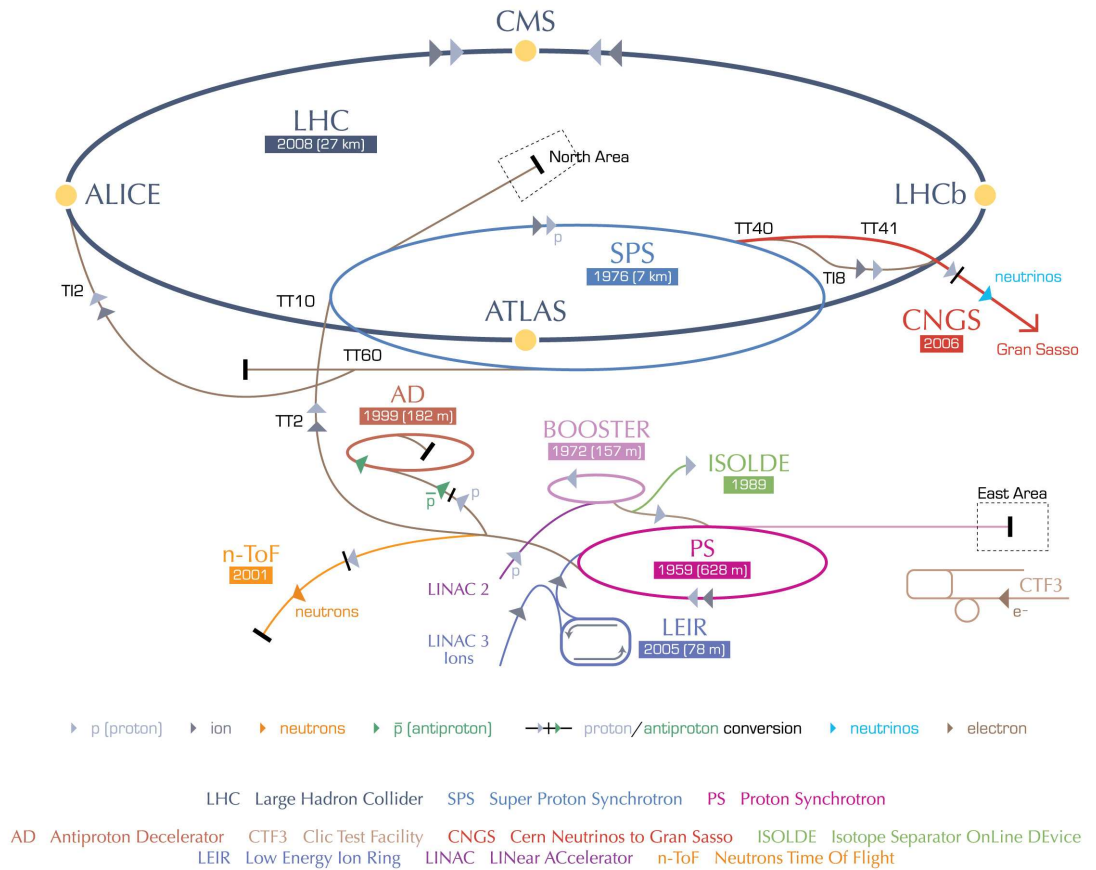 CMS
LHC
2008 (27 km)
North Area
ALICE
LHCb
TT40
TT41
p
SPS
1976 (7 km)
TI8
neutrinos
TI2
TT10
ATLAS
CNGS
2006
Gran Sasso
TT60
AD
1999 (182 m)
TT2
BOOSTER
1972 (157 m)
ISOLDE
1989
p̅
p
East Area
n-ToF
2001
PS
1959 (628 m)
p
LINAC 2
CTF3
e-
neutrons
LINAC 3
Ions
LEIR
2005 (78 m)
p (proton) ion neutrons p̅ (antiproton) proton/antiproton conversion neutrinos electron
LHC Large Hadron Collider SPS Super Proton Synchrotron PS Proton Synchrotron
AD Antiproton Decelerator CTF3 Clic Test Facility CNGS Cern Neutrinos to Gran Sasso ISOLDE Isotope Separator OnLine DEvice
LEIR Low Energy Ion Ring LINAC LINear ACcelerator n-ToF Neutrons Time Of Flight